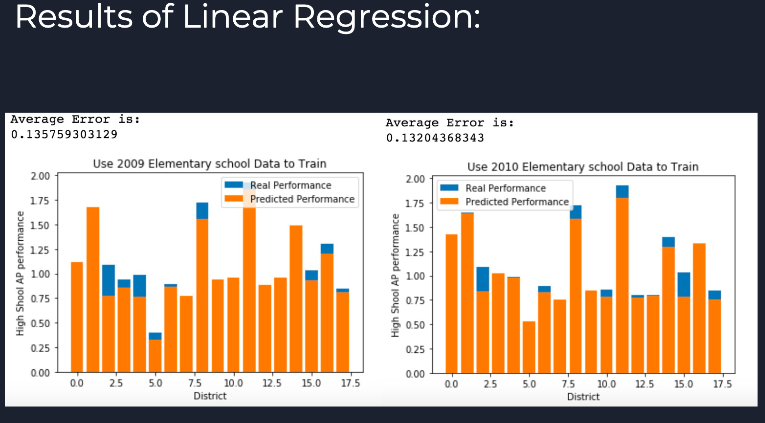 Results of Linear Regression:
Average Error is:
0.135759303129
Use 2009 Elementary school Data to Train
Real Performance
Predicted Performance
High Shool AP performance
2.00
1.75
1.50
1.25
1.00
0.75
0.50
0.25
0.00
0.0 2.5 5.0 7.5 10.0 12.5 15.0 17.5
District
Average Error is:
0.13204368343
Use 2010 Elementary school Data to Train
Real Performance
Predicted Performance
High Shool AP performance
2.00
1.75
1.50
1.25
1.00
0.75
0.50
0.25
0.00
0.0 2.5 5.0 7.5 10.0 12.5 15.0 17.5
District